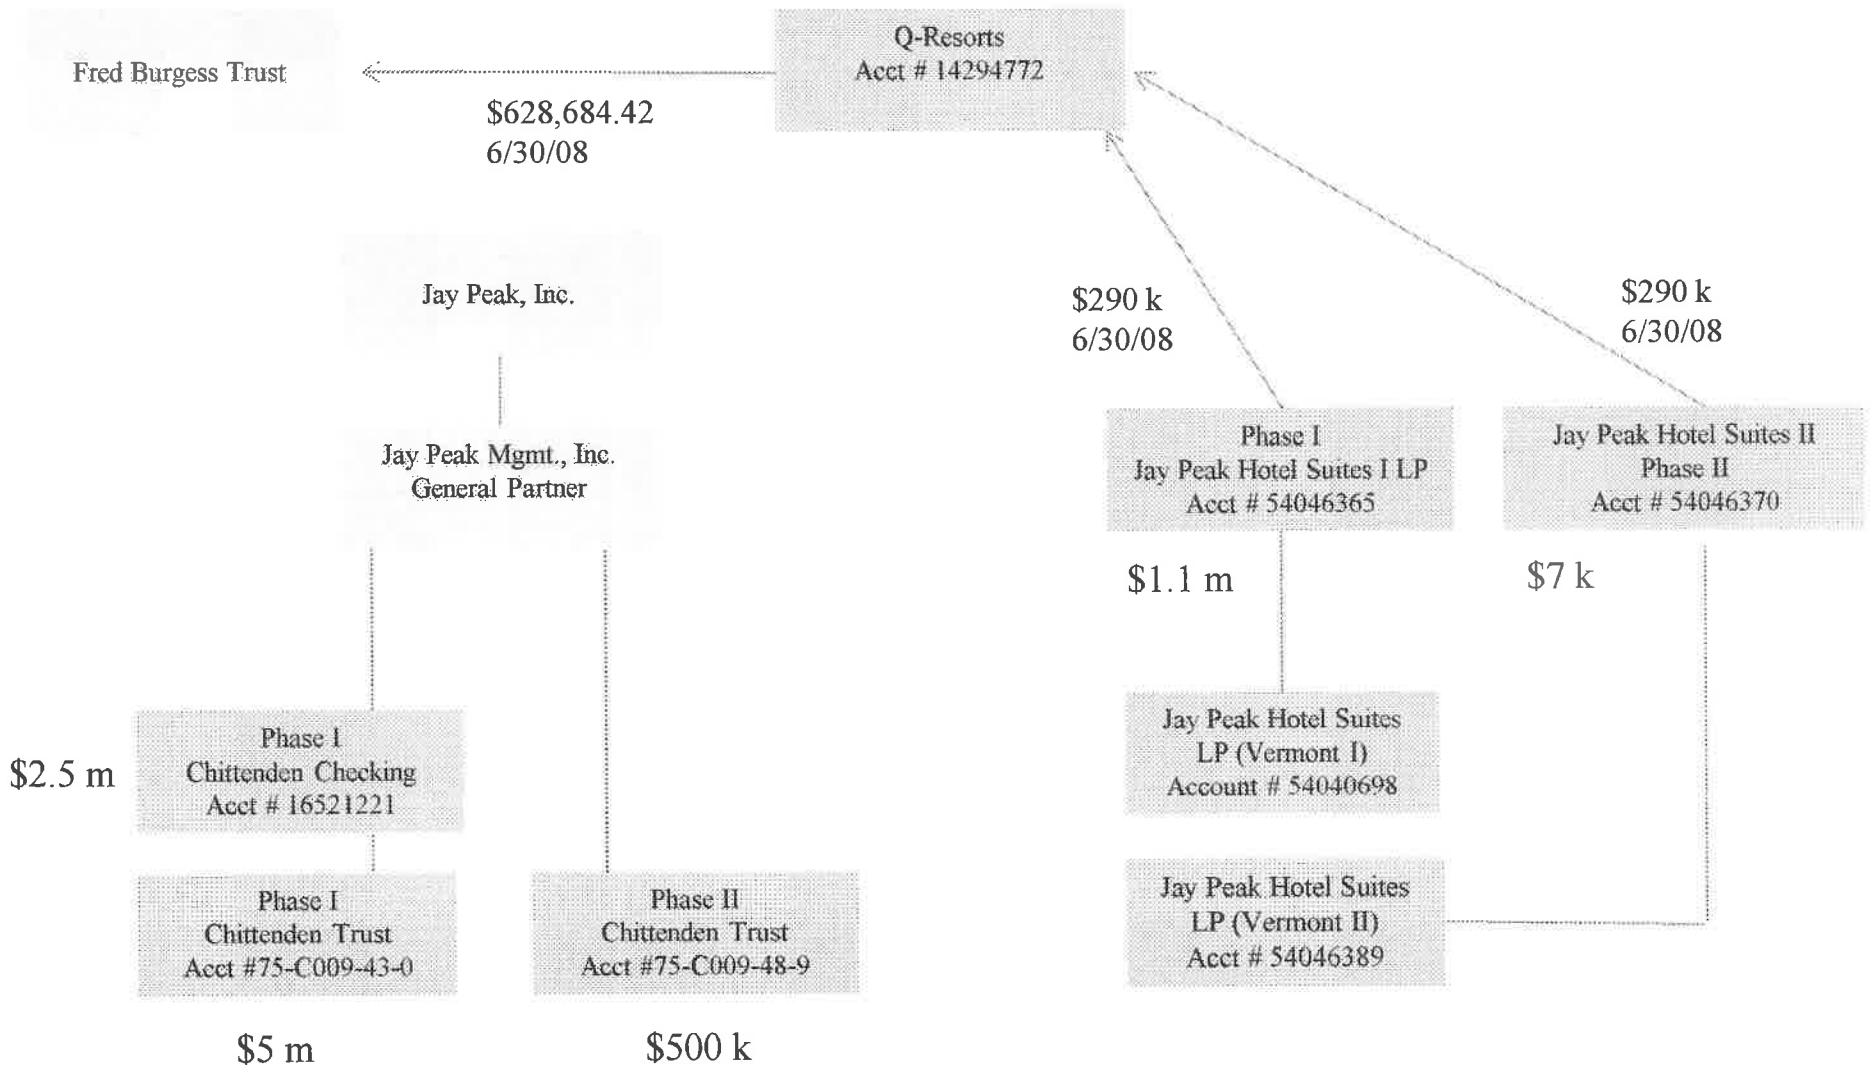 Q-Resorts
Acct # 14294772
Fred Burgess Trust
$628,684.42
6/30/08
Jay Peak, Inc.
$290 k
6/30/08
$290 k
6/30/08
Jay Peak Mgmt., Inc.
General Partner
Phase I
Jay Peak Hotel Suites I LP
Acct # 54046365
Jay Peak Hotel Suites II
Phase II
Acct # 54046370
$1.1 m
$7 k
$2.5 m
Phase I
Chittenden Checking
Acct # 16521221
Jay Peak Hotel Suites
LP (Vermont I)
Account # 54040698
Phase I
Chittenden Trust
Acct #75-C009-43-0
Phase II
Chittenden Trust
Acct #75-C009-48-9
Jay Peak Hotel Suites
LP (Vermont II)
Acct # 54046389
$5 m
$500 k